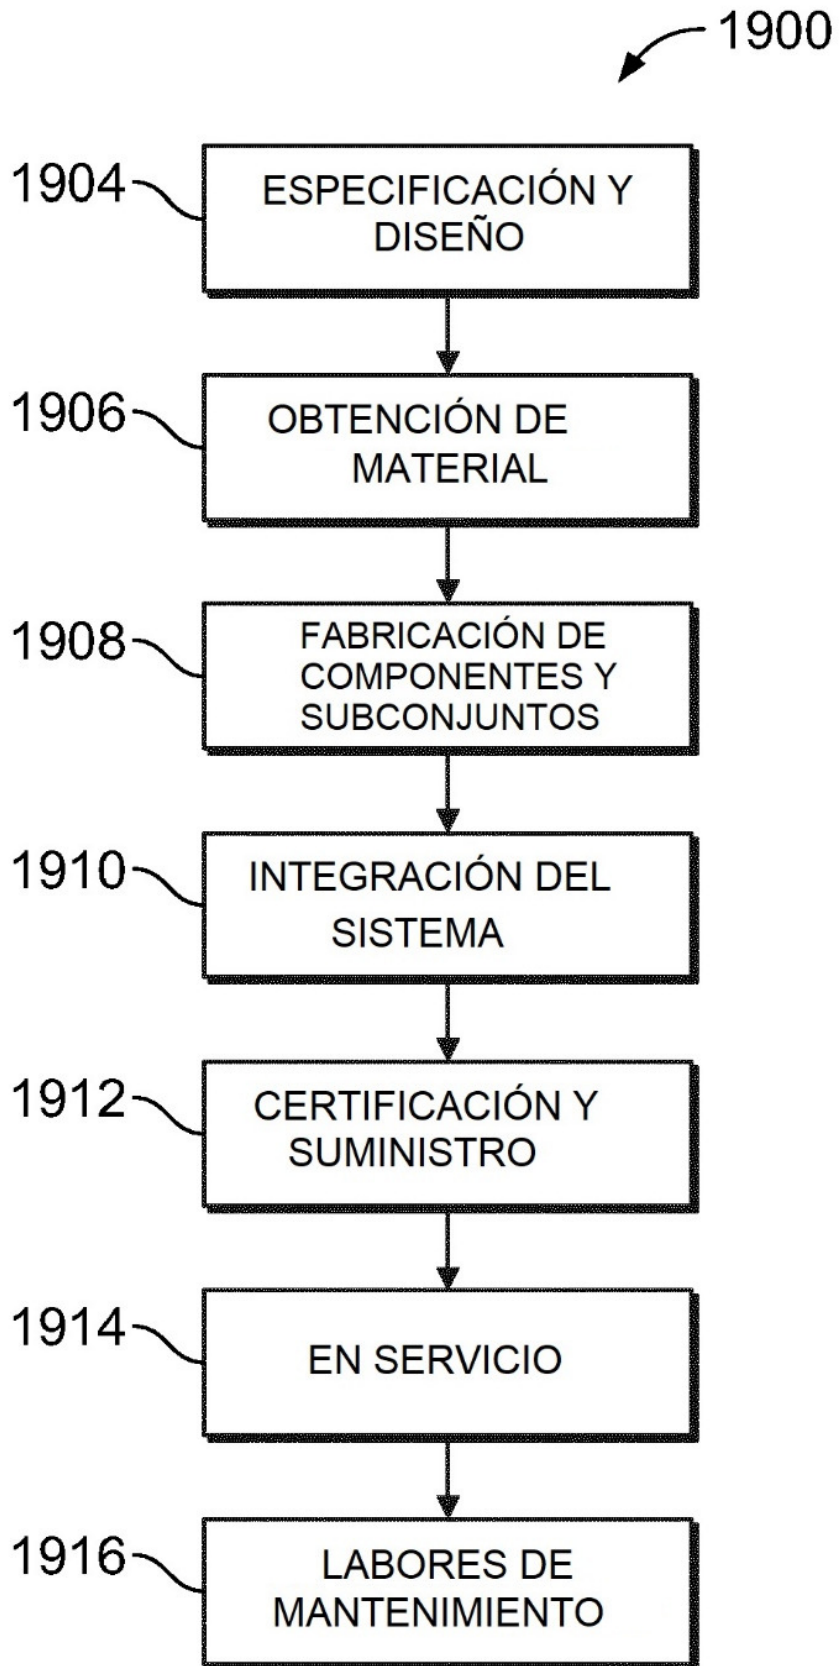 1900
1904
ESPECIFICACIÓN Y
DISEÑO
1906
OBTENCIÓN DE
MATERIAL
1908
FABRICACIÓN DE
COMPONENTES Y
SUBCONJUNTOS
1910
INTEGRACIÓN DEL
SISTEMA
1912
CERTIFICACIÓN Y
SUMINISTRO
1914
EN SERVICIO
1916
LABORES DE
MANTENIMIENTO